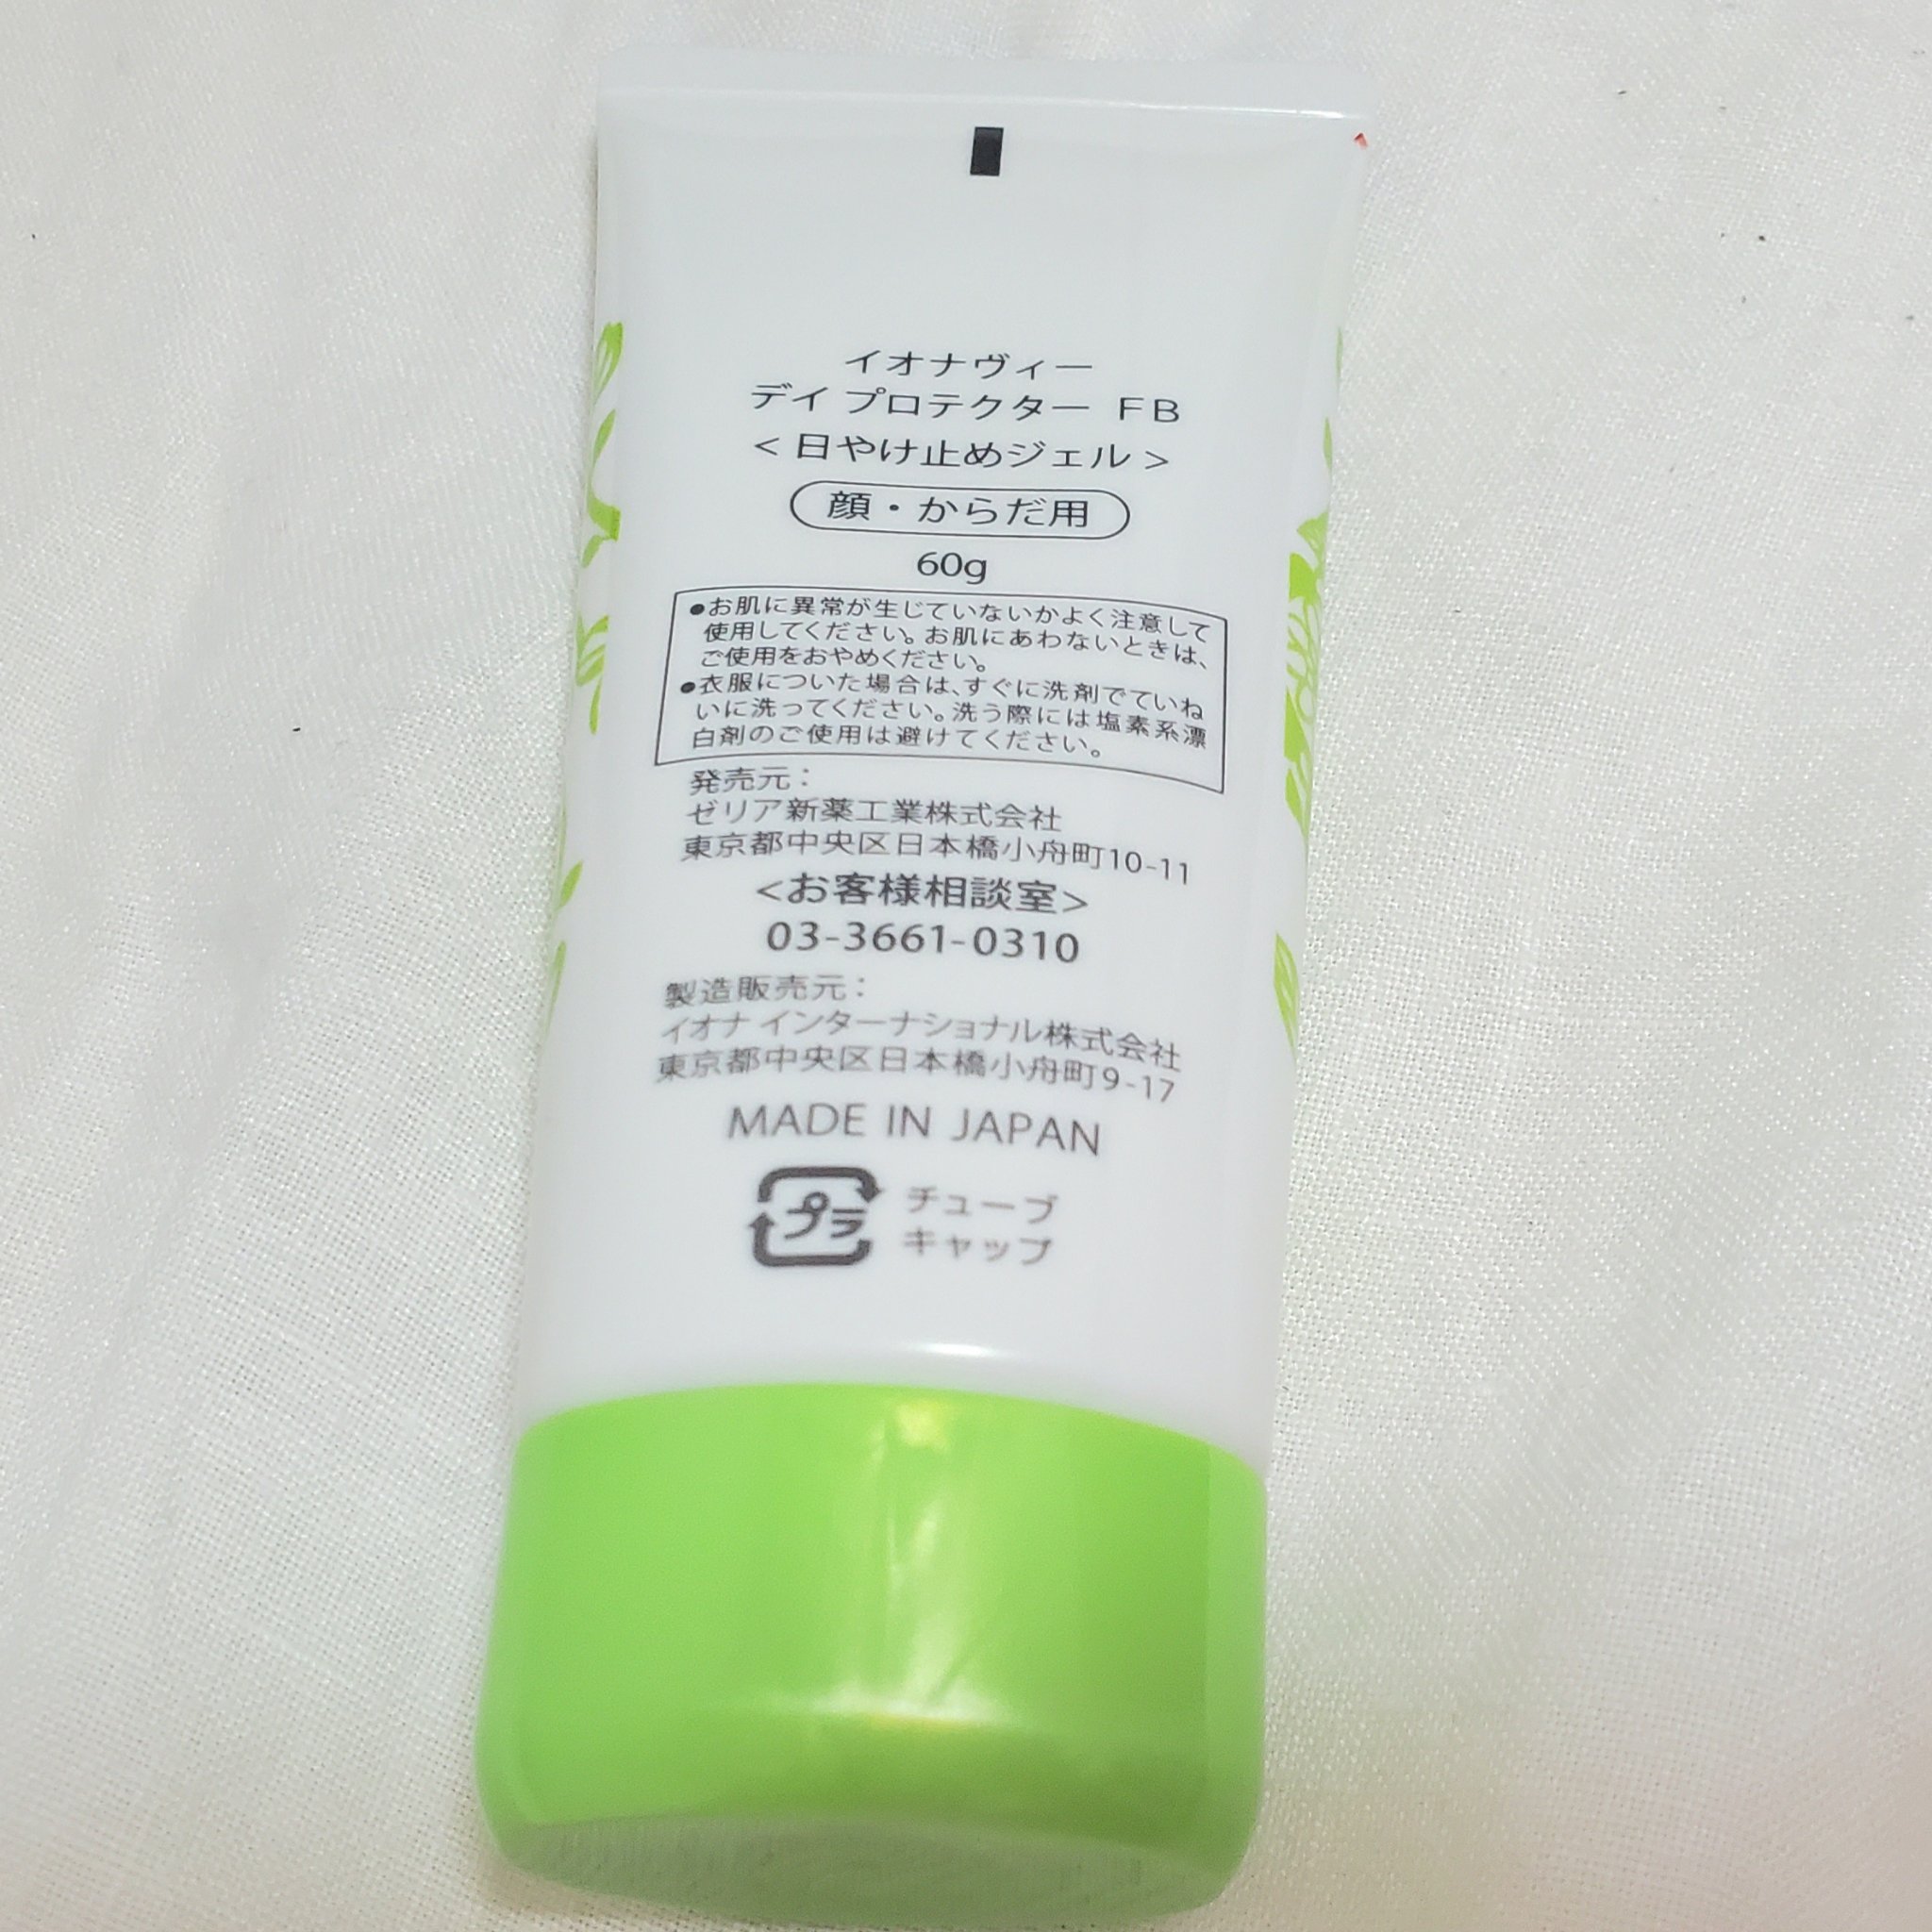 イオナヴィー
デイ プロテクター FB
<日やけ止めジェル>
顔・からだ用
60g
●お肌に異常が生じていないかよく注意して
使用してください。お肌にあわないときは、
ご使用をおやめください。
●衣服についた場合は、すぐに洗剤でていね
いに洗ってください。洗う際には塩素系漂
白剤のご使用は避けてください。
発売元：
ゼリア新薬工業株式会社
東京都中央区日本橋小舟町10-11
<お客様相談室>
03-3661-0310
製造販売元：
イオナ インターナショナル株式会社
東京都中央区日本橋小舟町9-17
MADE IN JAPAN
プラ チューブ
キャップ